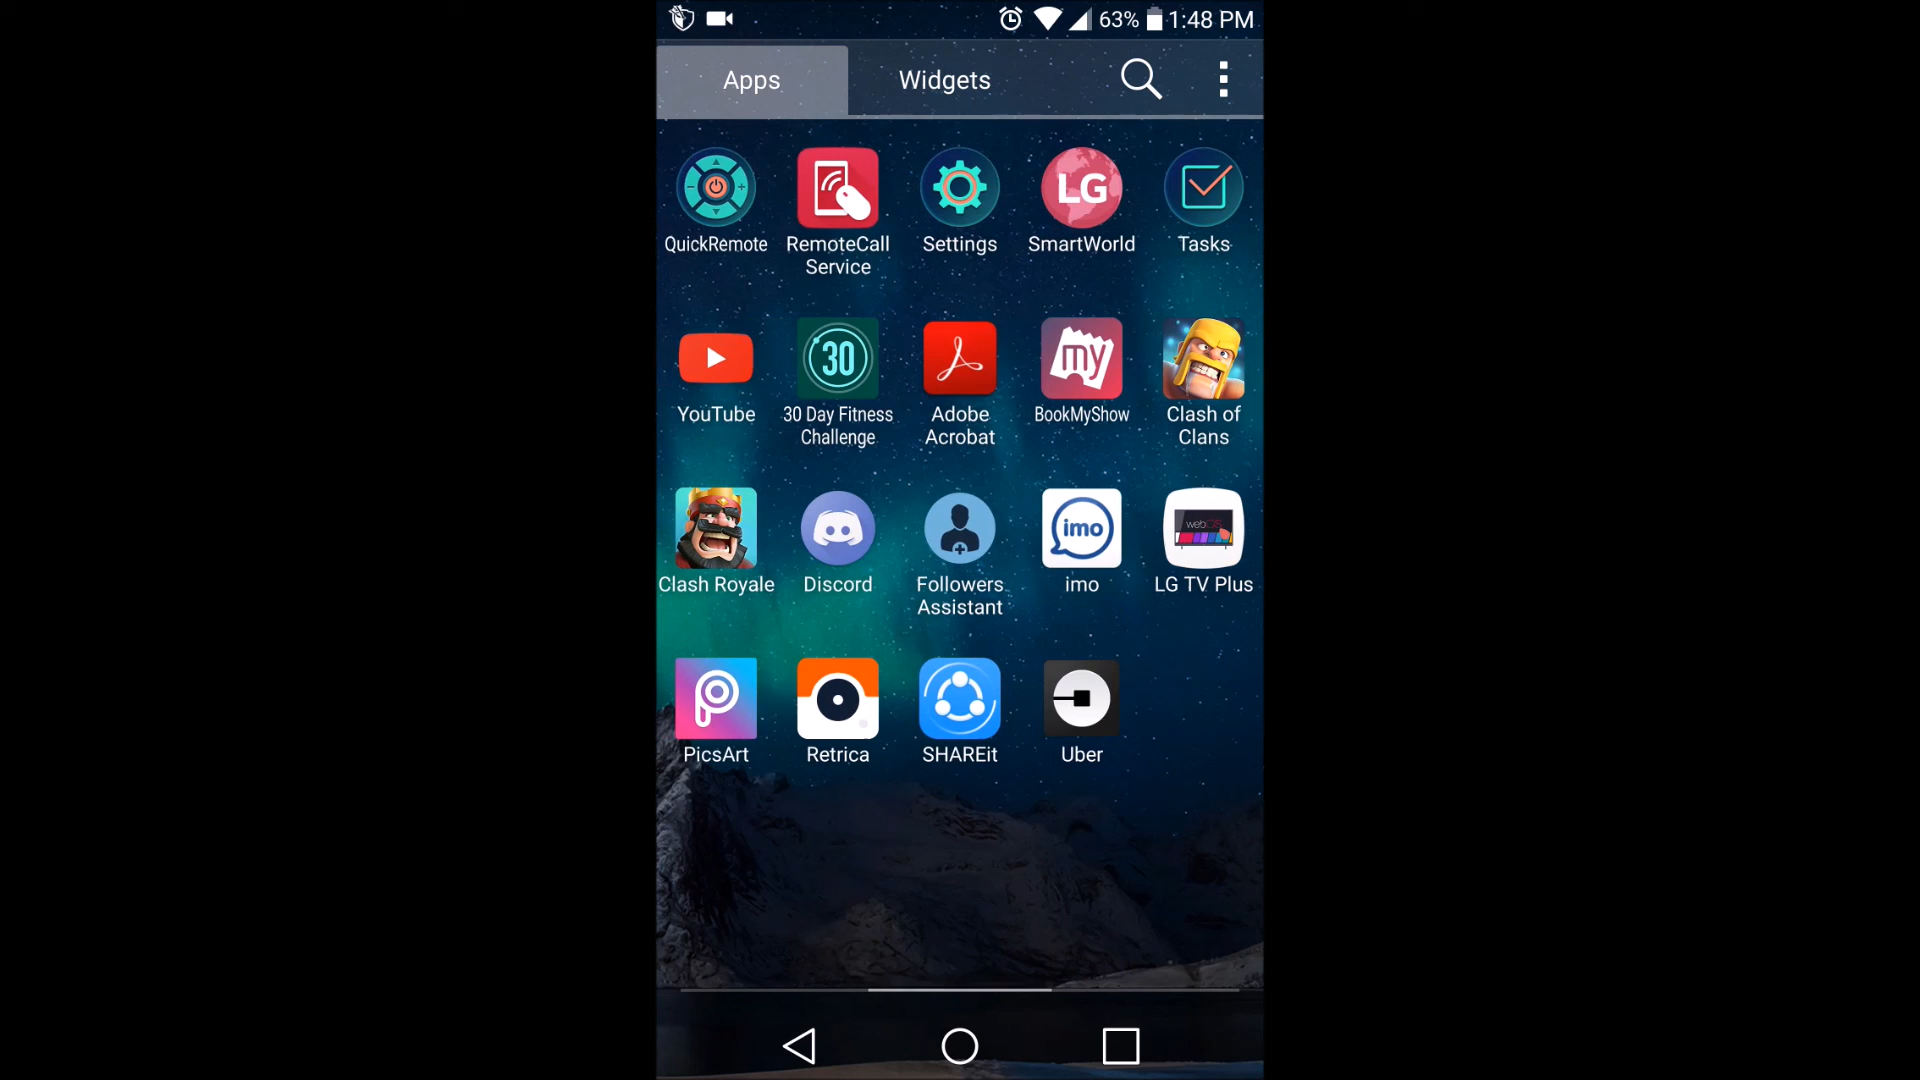 63% 1:48 PM
Apps Widgets
LG
QuickRemote RemoteCall Service Settings SmartWorld Tasks
30 my
YouTube 30 Day Fitness Challenge Adobe Acrobat BookMyShow Clash of Clans
imo webOS
Clash Royale Discord Followers Assistant imo LG TV Plus
PicsArt Retrica SHAREit Uber